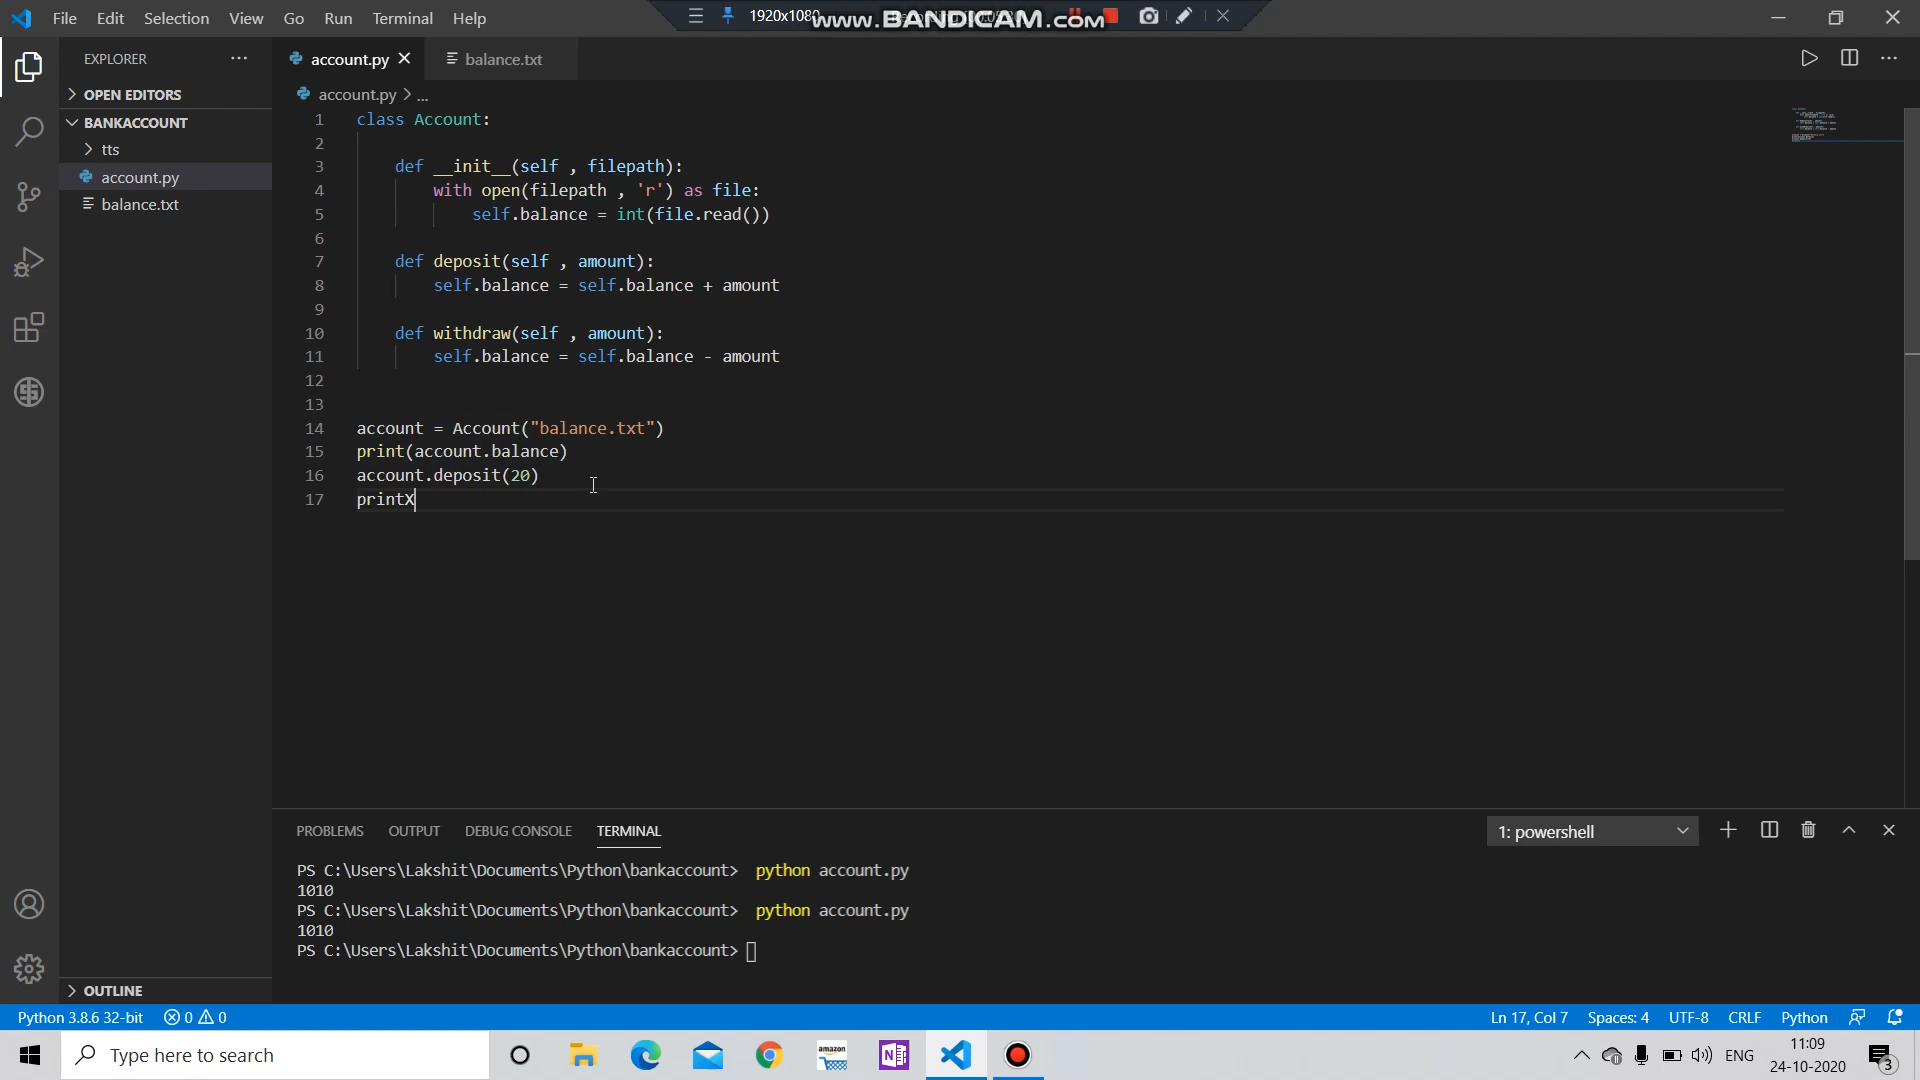 File Edit Selection View Go Run Terminal Help
1920x1080
www.BANDICAM.com
EXPLORER
account.py
balance.txt
OPEN EDITORS
account.py > ...
BANKACCOUNT
tts
account.py
balance.txt
1 class Account:
2
3 def __init__(self , filepath):
4 with open(filepath , 'r') as file:
5 self.balance = int(file.read())
6
7 def deposit(self , amount):
8 self.balance = self.balance + amount
9
10 def withdraw(self , amount):
11 self.balance = self.balance - amount
12
13
14 account = Account("balance.txt")
15 print(account.balance)
16 account.deposit(20)
17 printX
PROBLEMS OUTPUT DEBUG CONSOLE TERMINAL
1: powershell
PS C:\Users\Lakshit\Documents\Python\bankaccount> python account.py
1010
PS C:\Users\Lakshit\Documents\Python\bankaccount> python account.py
1010
PS C:\Users\Lakshit\Documents\Python\bankaccount>
OUTLINE
Python 3.8.6 32-bit 0 0
Ln 17, Col 7 Spaces: 4 UTF-8 CRLF Python
Type here to search
amazon
N
ENG
11:09
24-10-2020
3